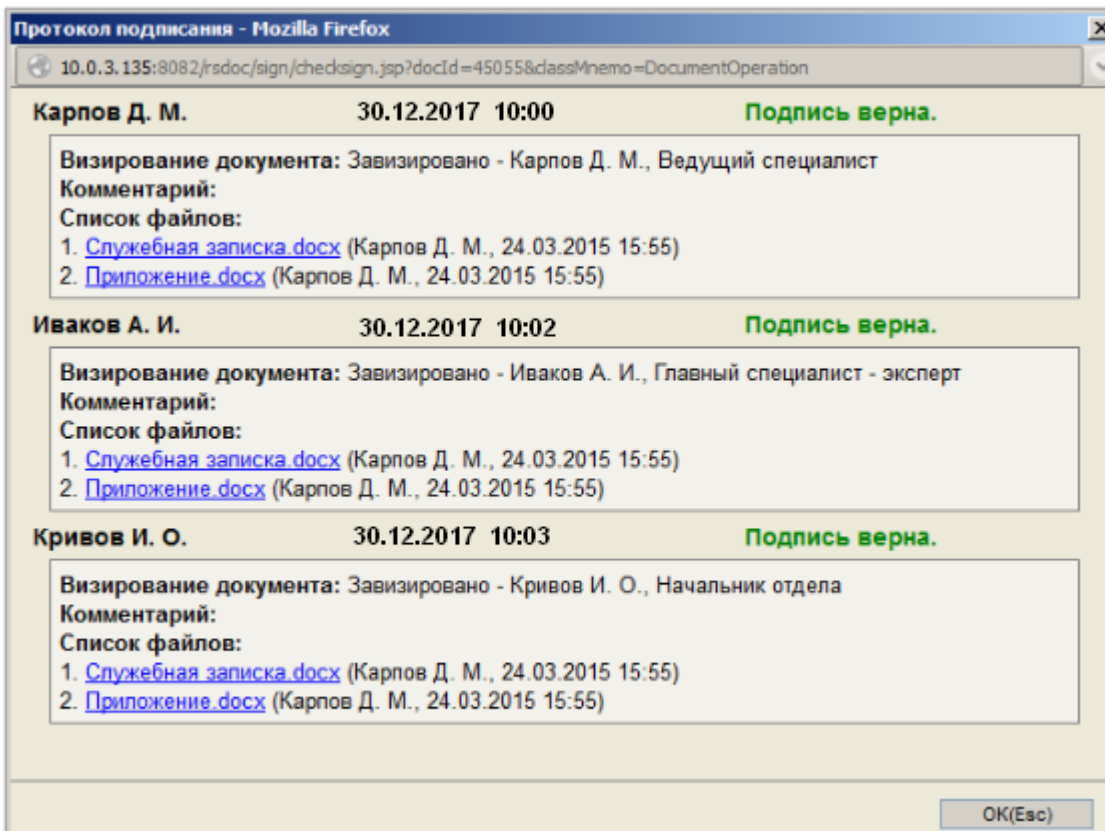 Протокол подписания - Mozilla Firefox
10.0.3.135:8082/rsdoc/sign/checksign.jsp?docId=45055&classMnemo=DocumentOperation
Карпов Д. М. 30.12.2017 10:00 Подпись верна.
Визирование документа: Завизировано - Карпов Д. М., Ведущий специалист
Комментарий:
Список файлов:
1. Служебная записка.docx (Карпов Д. М., 24.03.2015 15:55)
2. Приложение.docx (Карпов Д. М., 24.03.2015 15:55)
Иваков А. И. 30.12.2017 10:02 Подпись верна.
Визирование документа: Завизировано - Иваков А. И., Главный специалист - эксперт
Комментарий:
Список файлов:
1. Служебная записка.docx (Карпов Д. М., 24.03.2015 15:55)
2. Приложение.docx (Карпов Д. М., 24.03.2015 15:55)
Кривов И. О. 30.12.2017 10:03 Подпись верна.
Визирование документа: Завизировано - Кривов И. О., Начальник отдела
Комментарий:
Список файлов:
1. Служебная записка.docx (Карпов Д. М., 24.03.2015 15:55)
2. Приложение.docx (Карпов Д. М., 24.03.2015 15:55)
OK(Esc)